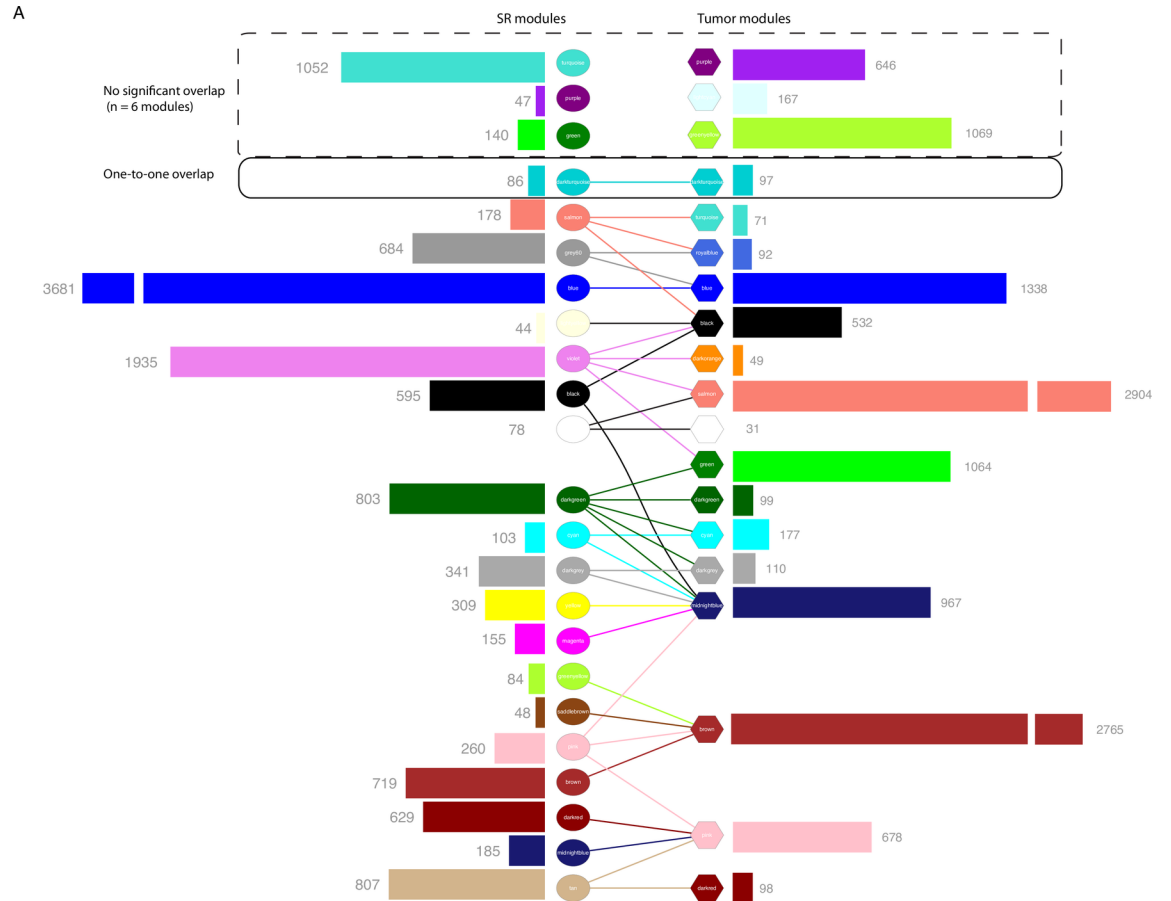 A
SR modules
Tumor modules
1052
turquoise
purple
646
No significant overlap
(n = 6 modules)
47
purple
167
140
green
greenyellow
1069
One-to-one overlap
86
darkturquoise
darkturquoise
97
178
salmon
turquoise
71
684
grey60
royalblue
92
3681
blue
blue
1338
44
black
532
1935
violet
darkorange
49
595
black
salmon
2904
78
31
green
1064
803
darkgreen
darkgreen
99
103
cyan
cyan
177
341
darkgrey
darkgrey
110
309
yellow
midnightblue
967
155
magenta
84
greenyellow
48
saddlebrown
brown
2765
260
pink
719
brown
629
darkred
pink
678
185
midnightblue
807
tan
darkred
98